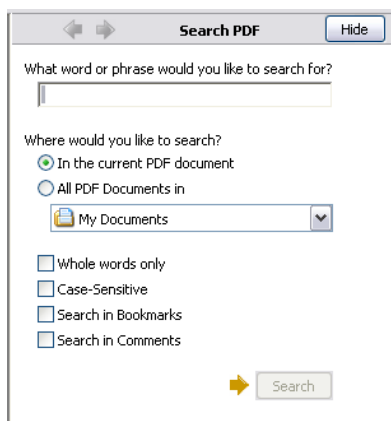 Search PDF Hide
What word or phrase would you like to search for?
Where would you like to search?
In the current PDF document
All PDF Documents in
My Documents
Whole words only
Case-Sensitive
Search in Bookmarks
Search in Comments
Search